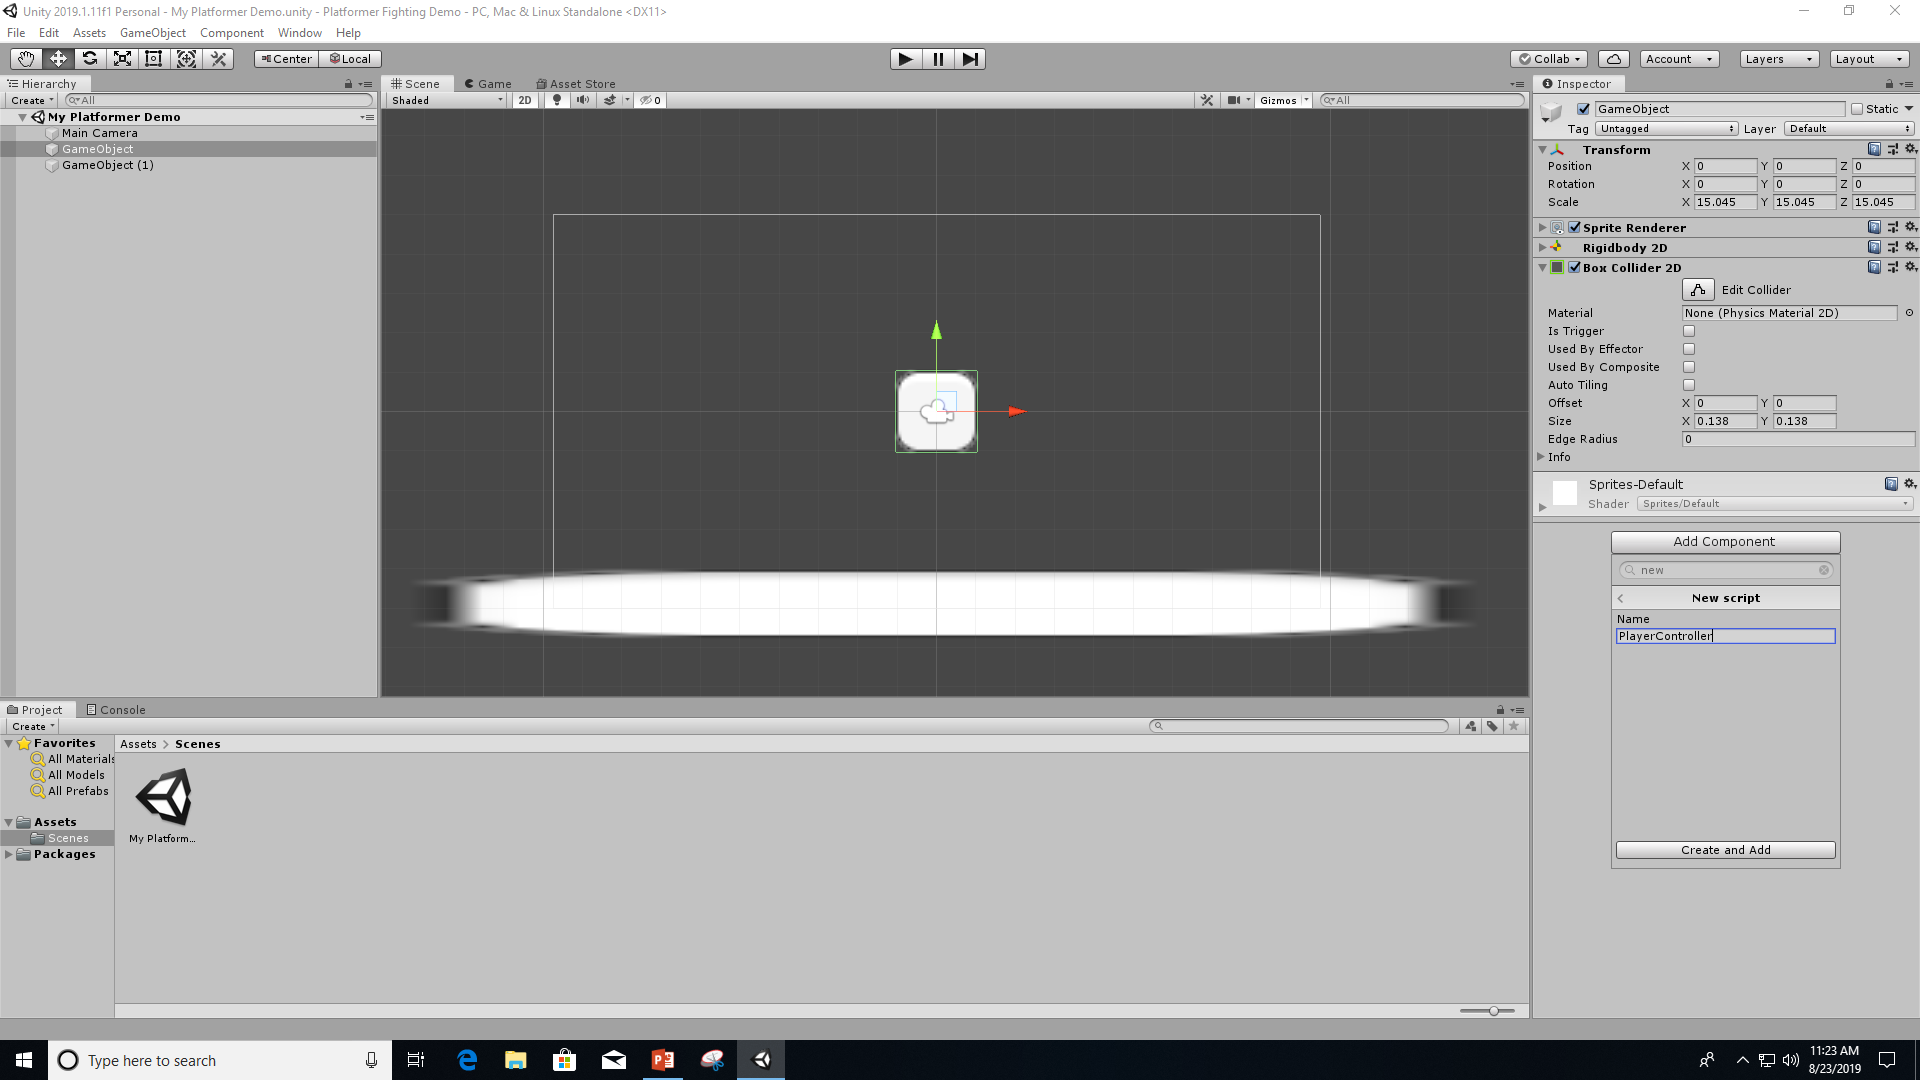 Unity 2019.1.11f1 Personal - My Platformer Demo.unity - Platformer Fighting Demo - PC, Mac & Linux Standalone <DX11>
File Edit Assets GameObject Component Window Help
Center Local
Collab Account Layers Layout
Hierarchy
Create All
My Platformer Demo
Main Camera
GameObject
GameObject (1)
Scene Game Asset Store
Shaded 2D 0 Gizmos All
Inspector
GameObject Static
Tag Untagged Layer Default
Transform
Position X 0 Y 0 Z 0
Rotation X 0 Y 0 Z 0
Scale X 15.045 Y 15.045 Z 15.045
Sprite Renderer
Rigidbody 2D
Box Collider 2D
Edit Collider
Material None (Physics Material 2D)
Is Trigger
Used By Effector
Used By Composite
Auto Tiling
Offset X 0 Y 0
Size X 0.138 Y 0.138
Edge Radius 0
Info
Sprites-Default
Shader Sprites/Default
Add Component
new
New script
Name
PlayerController
Create and Add
Project Console
Create
Favorites
All Materials
All Models
All Prefabs
Assets
Scenes
Packages
Assets > Scenes
My Platform...
Type here to search
11:23 AM
8/23/2019